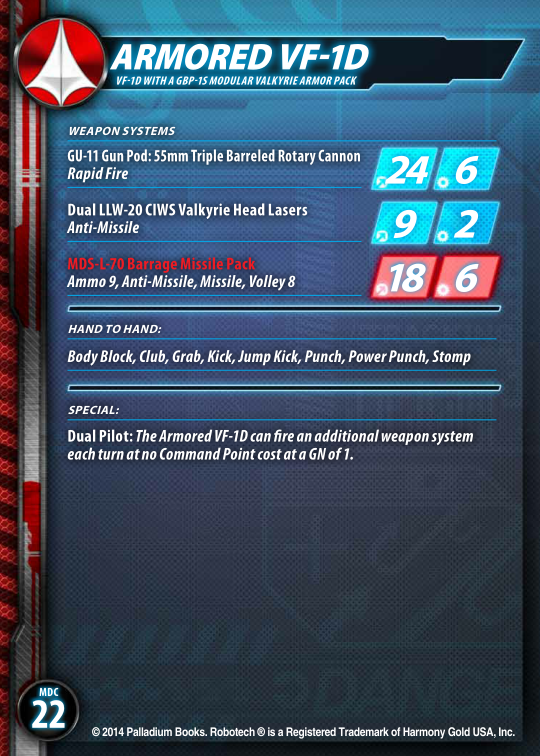 ARMORED VF-1D
VF-1D WITH A GBP-1S MODULAR VALKYRIE ARMOR PACK
WEAPON SYSTEMS
GU-11 Gun Pod: 55mm Triple Barreled Rotary Cannon
Rapid Fire
24 6
Dual LLW-20 CIWS Valkyrie Head Lasers
Anti-Missile
9 2
MDS-L-70 Barrage Missile Pack
Ammo 9, Anti-Missile, Missile, Volley 8
18 6
HAND TO HAND:
Body Block, Club, Grab, Kick, Jump Kick, Punch, Power Punch, Stomp
SPECIAL:
Dual Pilot: The Armored VF-1D can fire an additional weapon system
each turn at no Command Point cost at a GN of 1.
MDC
22
© 2014 Palladium Books. Robotech ® is a Registered Trademark of Harmony Gold USA, Inc.